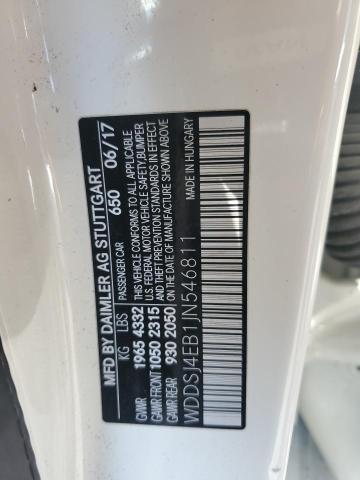 MFD BY DAIMLER AG STUTTGART
PASSENGER CAR 650 06/17
KG LBS
GVWR 1965 4332
GAWR FRONT 1050 2315
GAWR REAR 930 2050
THIS VEHICLE CONFORMS TO ALL APPLICABLE
U.S. FEDERAL MOTOR VEHICLE SAFETY, BUMPER
AND THEFT PREVENTION STANDARDS IN EFFECT
ON THE DATE OF MANUFACTURE SHOWN ABOVE
WDDSJ4EB1JN546811 MADE IN HUNGARY